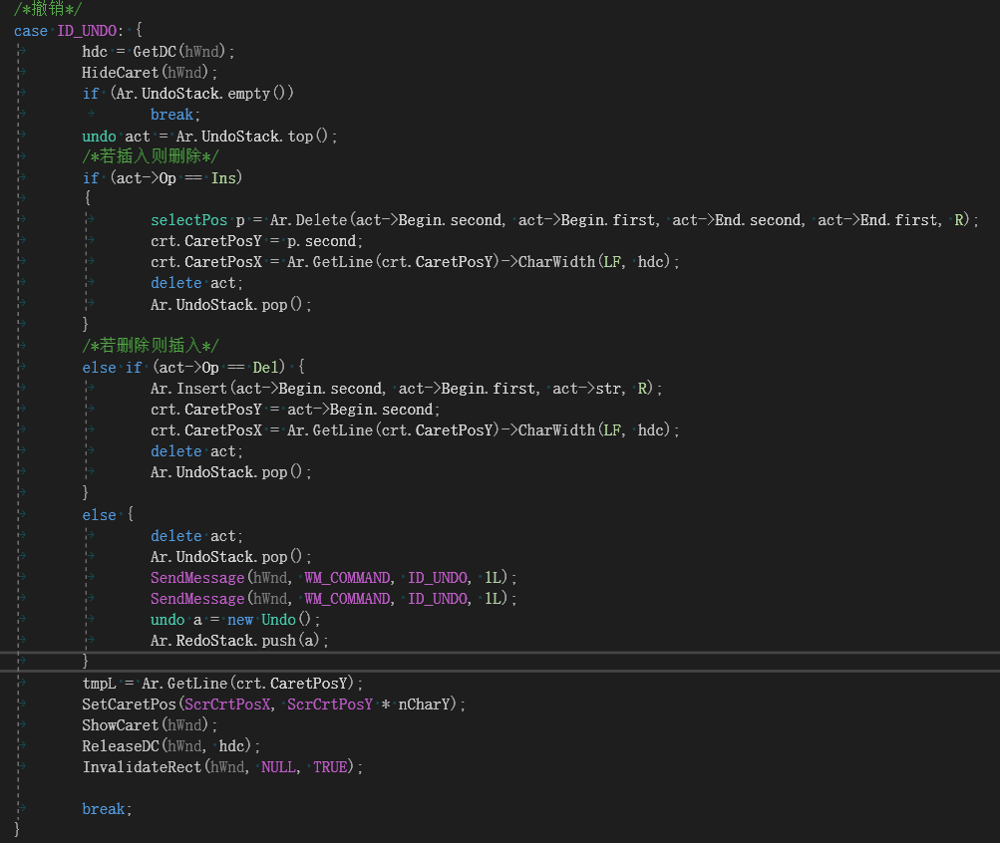 /*撤销*/
case ID_UNDO: {
hdc = GetDC(hWnd);
HideCaret(hWnd);
if (Ar.UndoStack.empty())
break;
undo act = Ar.UndoStack.top();
/*若插入则删除*/
if (act->Op == Ins)
{
selectPos p = Ar.Delete(act->Begin.second, act->Begin.first, act->End.second, act->End.first, R);
crt.CaretPosY = p.second;
crt.CaretPosX = Ar.GetLine(crt.CaretPosY)->CharWidth(LF, hdc);
delete act;
Ar.UndoStack.pop();
}
/*若删除则插入*/
else if (act->Op == Del) {
Ar.Insert(act->Begin.second, act->Begin.first, act->str, R);
crt.CaretPosY = act->Begin.second;
crt.CaretPosX = Ar.GetLine(crt.CaretPosY)->CharWidth(LF, hdc);
delete act;
Ar.UndoStack.pop();
}
else {
delete act;
Ar.UndoStack.pop();
SendMessage(hWnd, WM_COMMAND, ID_UNDO, 1L);
SendMessage(hWnd, WM_COMMAND, ID_UNDO, 1L);
undo a = new Undo();
Ar.RedoStack.push(a);
}
tmpL = Ar.GetLine(crt.CaretPosY);
SetCaretPos(ScrCrtPosX, ScrCrtPosY * nCharY);
ShowCaret(hWnd);
ReleaseDC(hWnd, hdc);
InvalidateRect(hWnd, NULL, TRUE);
break;
}